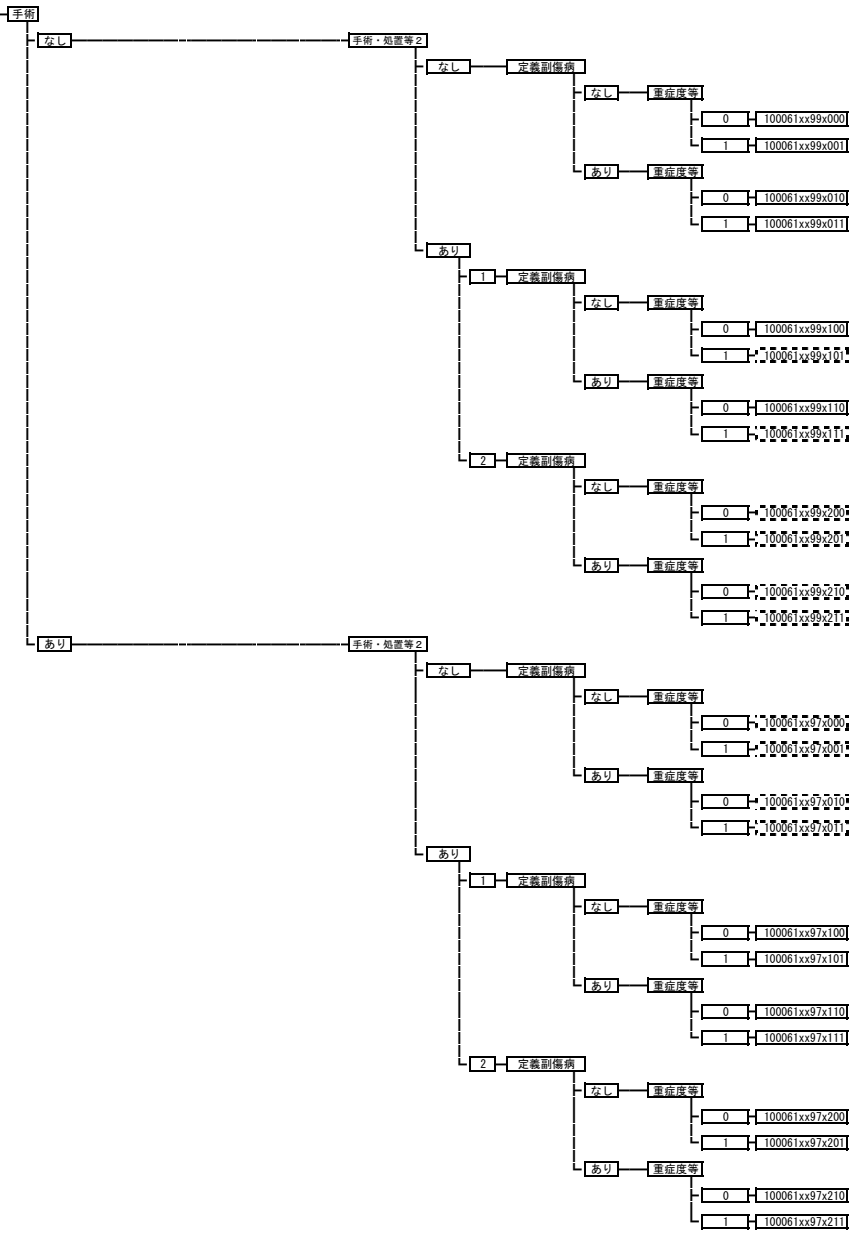 手術
なし 手術・処置等2
なし 定義副傷病
なし 重症度等
0 100061xx99x000
1 100061xx99x001
あり 重症度等
0 100061xx99x010
1 100061xx99x011
あり
1 定義副傷病
なし 重症度等
0 100061xx99x100
1 100061xx99x101
あり 重症度等
0 100061xx99x110
1 100061xx99x111
2 定義副傷病
なし 重症度等
0 100061xx99x200
1 100061xx99x201
あり 重症度等
0 100061xx99x210
1 100061xx99x211
あり 手術・処置等2
なし 定義副傷病
なし 重症度等
0 100061xx97x000
1 100061xx97x001
あり 重症度等
0 100061xx97x010
1 100061xx97x011
あり
1 定義副傷病
なし 重症度等
0 100061xx97x100
1 100061xx97x101
あり 重症度等
0 100061xx97x110
1 100061xx97x111
2 定義副傷病
なし 重症度等
0 100061xx97x200
1 100061xx97x201
あり 重症度等
0 100061xx97x210
1 100061xx97x211